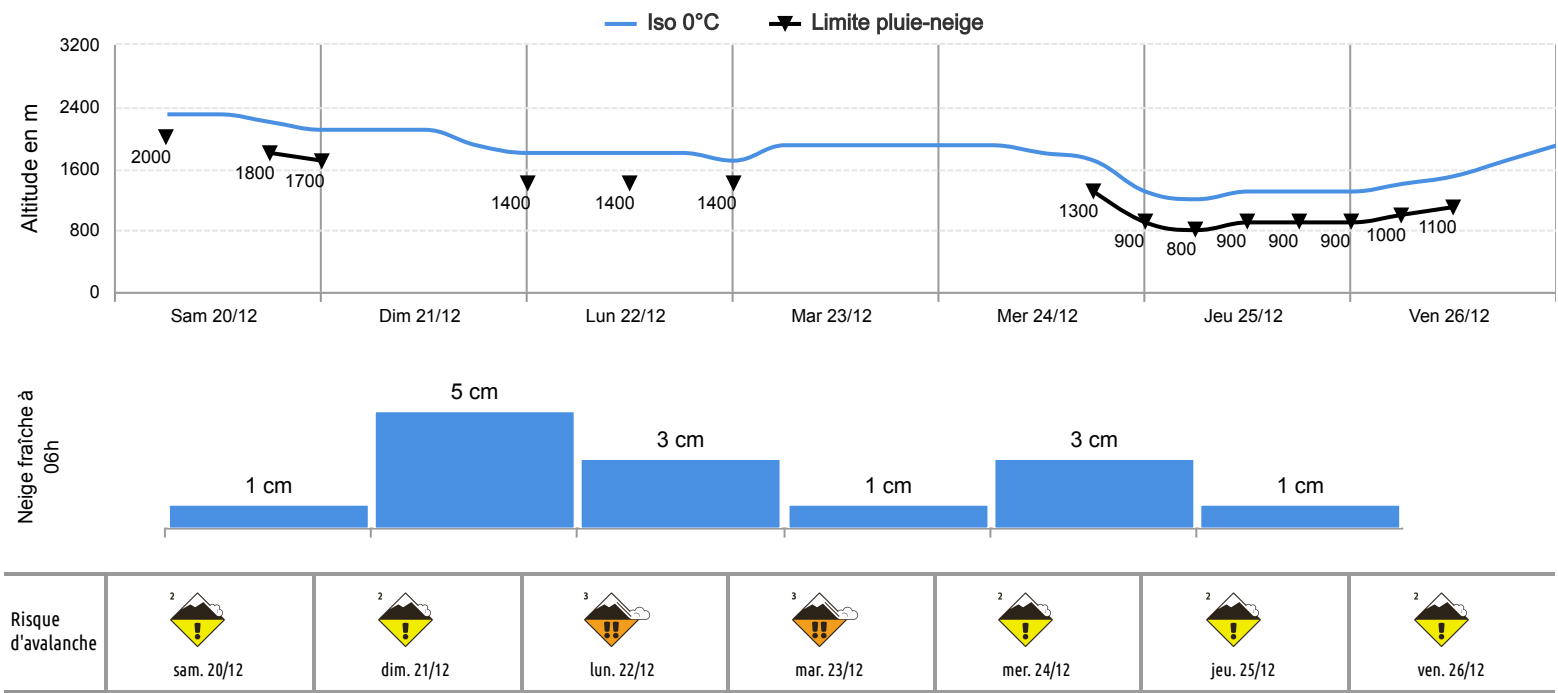 Iso 0°C
Limite pluie-neige
Altitude en m
3200
2400
1600
800
0
2000
1800
1700
1400
1400
1400
1300
900
800
900
900
900
1000
1100
Sam 20/12
Dim 21/12
Lun 22/12
Mar 23/12
Mer 24/12
Jeu 25/12
Ven 26/12
Neige fraîche à
06h
1 cm
5 cm
3 cm
1 cm
3 cm
1 cm
Risque
d'avalanche
2
!
sam. 20/12
2
!
dim. 21/12
3
!!
lun. 22/12
3
!!
mar. 23/12
2
!
mer. 24/12
2
!
jeu. 25/12
2
!
ven. 26/12